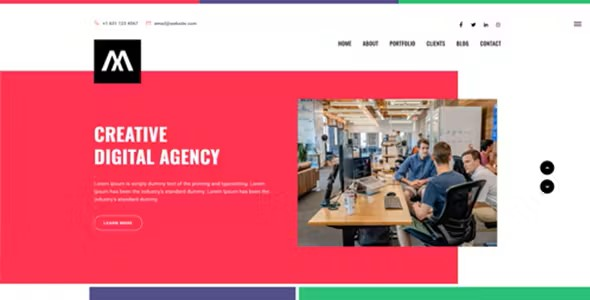 +1 631 123 4567 email@website.com
HOME ABOUT PORTFOLIO CLIENTS BLOG CONTACT
CREATIVE
DIGITAL AGENCY
Lorem Ipsum is simply dummy text of the printing and typesetting. Lorem
Ipsum has been the industry's standard dummy. Lorem Ipsum has been the
industry's standard dummy
LEARN MORE